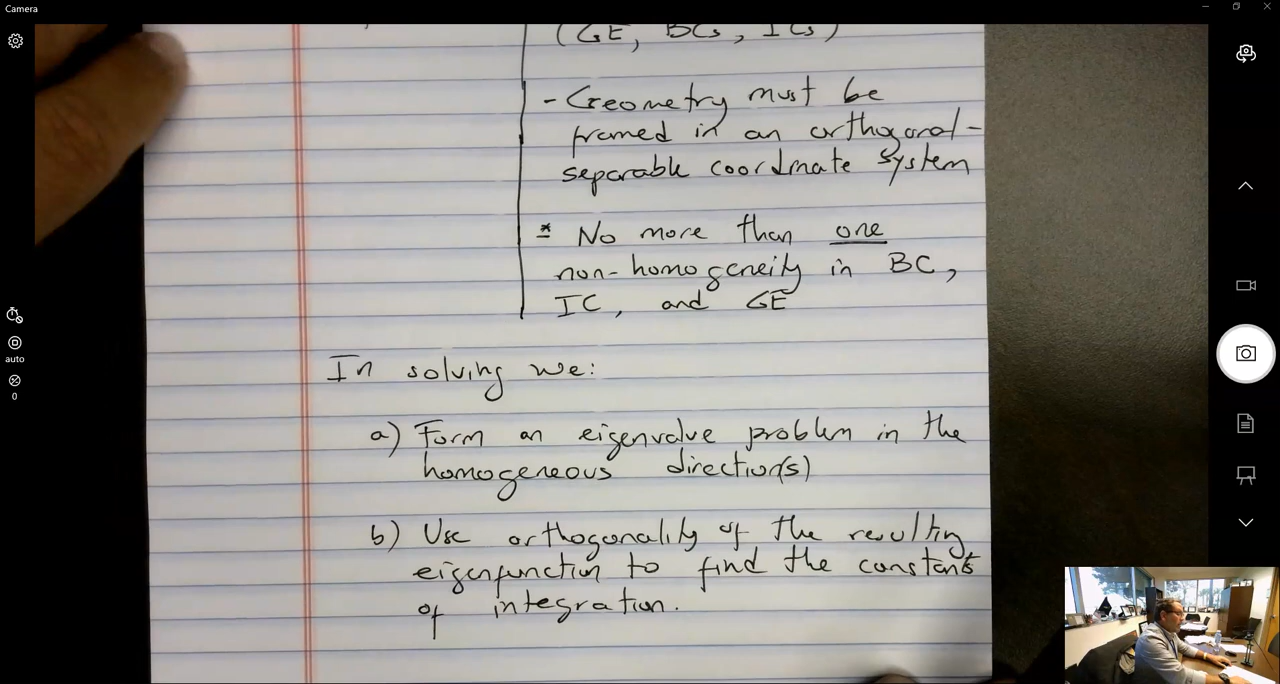 Camera
(GE, BCs, ICs)
- Geometry must be
framed in an orthogonal-
separable coordinate system
* No more than one
non-homogeneity in BC,
IC, and GE
auto
0
In solving we:
a) Form an eigenvalue problem in the
homogeneous direction(s)
b) Use orthogonality of the resulting
eigenfunction to find the constants
of integration.